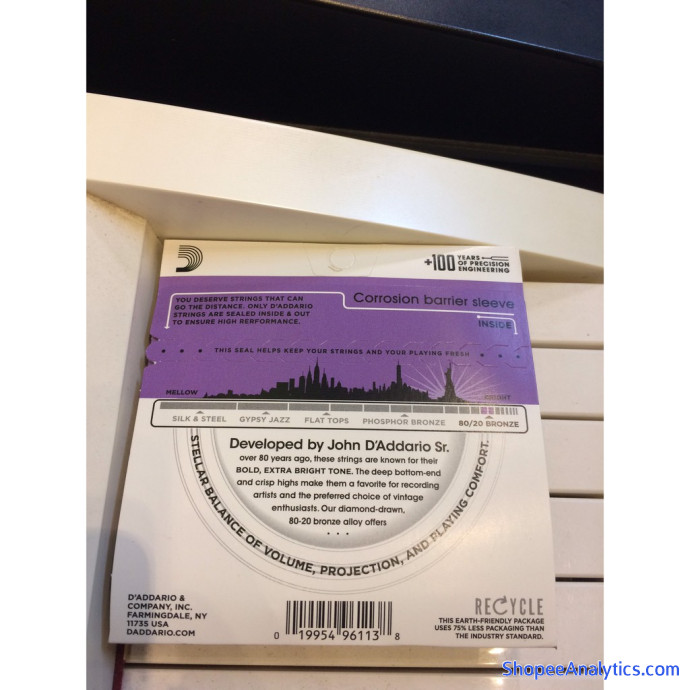 +100 YEARS
OF PRECISION
ENGINEERING
YOU DESERVE STRINGS THAT CAN
GO THE DISTANCE. ONLY D'ADDARIO
STRINGS ARE SEALED INSIDE & OUT
TO ENSURE HIGH RERFORMANCE.
Corrosion barrier sleeve
INSIDE
• • • THIS SEAL HELPS KEEP YOUR STRINGS AND YOUR PLAYING FRESH • • •
MELLOW
BRIGHT
SILK & STEEL GYPSY JAZZ FLAT TOPS PHOSPHOR BRONZE 80/20 BRONZE
Developed by John D'Addario Sr.
over 80 years ago, these strings are known for their
BOLD, EXTRA BRIGHT TONE. The deep bottom-end
and crisp highs make them a favorite for recording
artists and the preferred choice of vintage
enthusiasts. Our diamond-drawn,
80-20 bronze alloy offers
• • •
STELLAR BALANCE OF VOLUME, PROJECTION, AND PLAYING COMFORT.
D'ADDARIO &
COMPANY, INC.
FARMINGDALE, NY
11735 USA
DADDARIO.COM
0 19954 96113 8
RECYCLE
THIS EARTH-FRIENDLY PACKAGE
USES 75% LESS PACKAGING THAN
THE INDUSTRY STANDARD.
ShopeeAnalytics.com